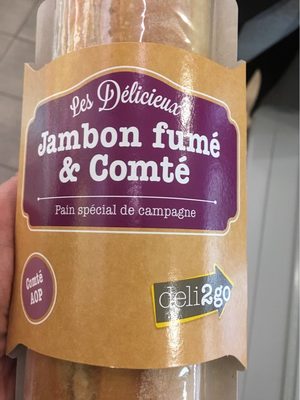 Les Délicieux
Jambon fumé
& Comté
Pain spécial de campagne
Comté
AOP
deli2go